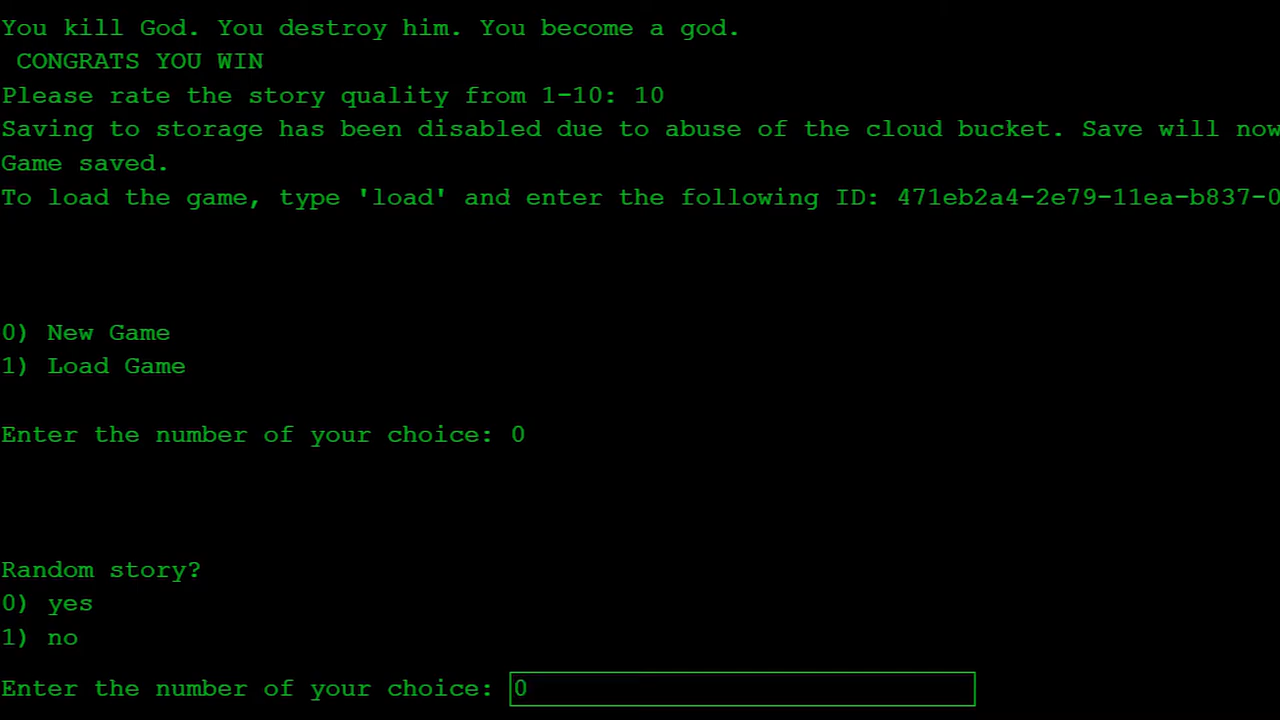 You kill God. You destroy him. You become a god.
CONGRATS YOU WIN
Please rate the story quality from 1-10: 10
Saving to storage has been disabled due to abuse of the cloud bucket. Save will now
Game saved.
To load the game, type 'load' and enter the following ID: 471eb2a4-2e79-11ea-b837-0
0) New Game
1) Load Game
Enter the number of your choice: 0
Random story?
0) yes
1) no
Enter the number of your choice: 0